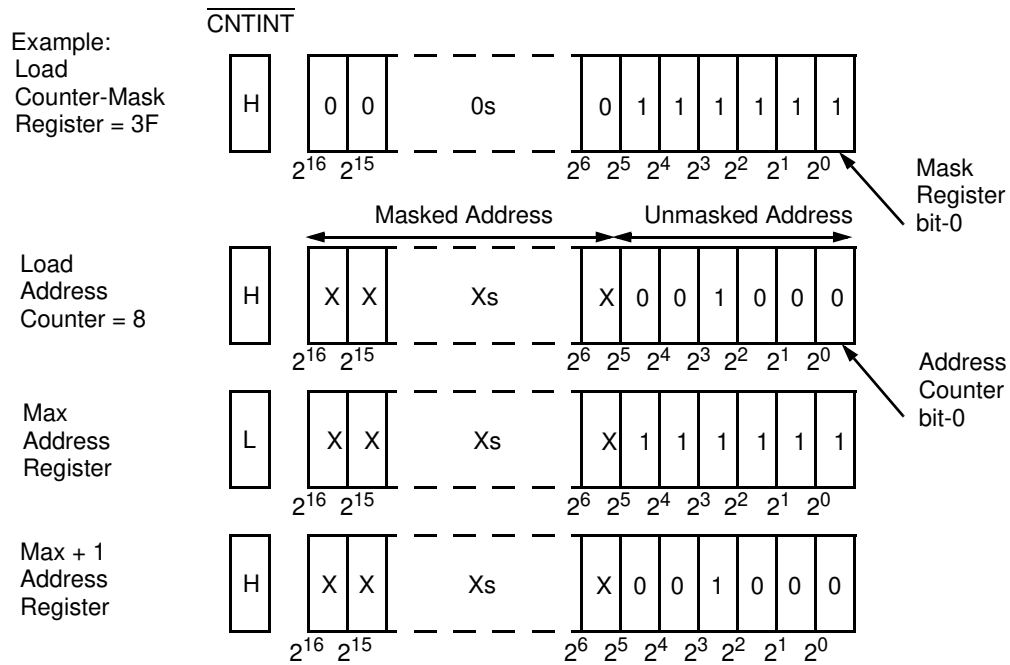 CNTINT
Example:
Load
Counter-Mask
Register = 3F
H 0 0 0s 0 1 1 1 1 1 1
2^16 2^15 2^6 2^5 2^4 2^3 2^2 2^1 2^0
Mask
Register
bit-0
Masked Address Unmasked Address
Load
Address
Counter = 8
H X X Xs X 0 0 1 0 0 0
2^16 2^15 2^6 2^5 2^4 2^3 2^2 2^1 2^0
Address
Counter
bit-0
Max
Address
Register
L X X Xs X 1 1 1 1 1 1
2^16 2^15 2^6 2^5 2^4 2^3 2^2 2^1 2^0
Max + 1
Address
Register
H X X Xs X 0 0 1 0 0 0
2^16 2^15 2^6 2^5 2^4 2^3 2^2 2^1 2^0